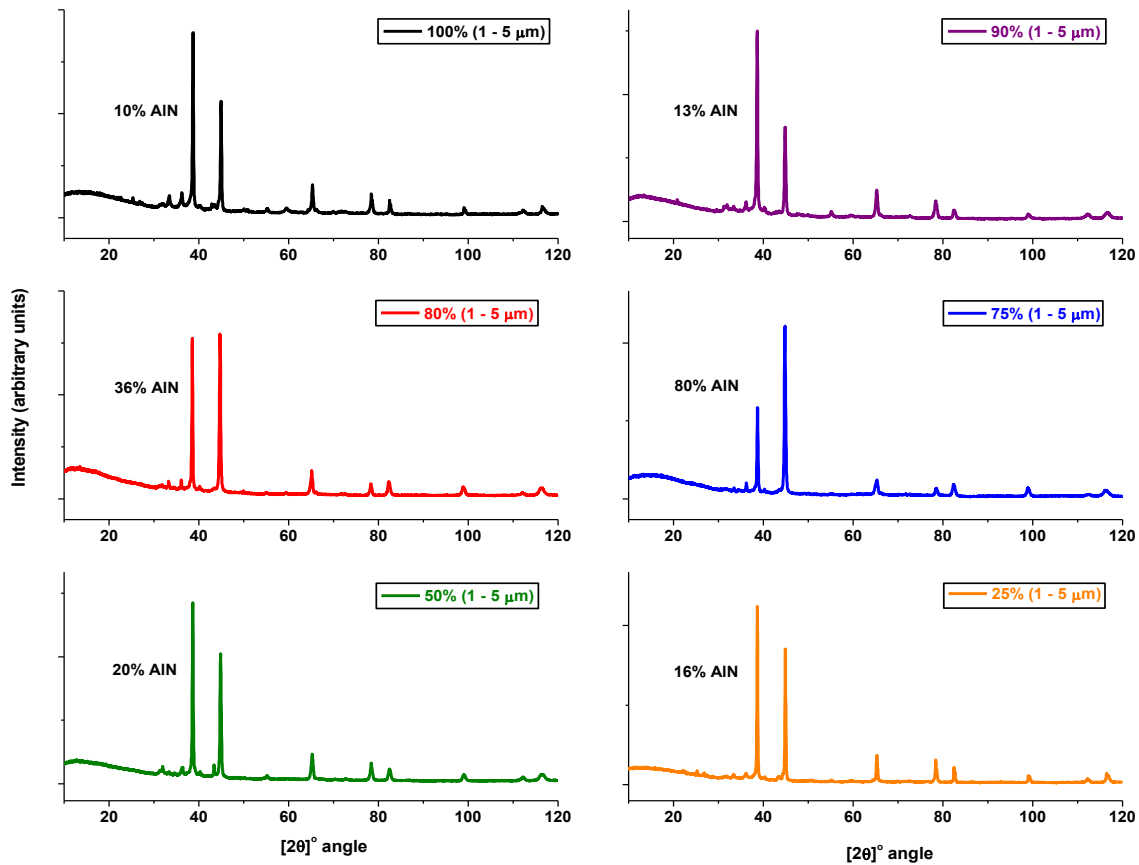 100% (1 - 5 μm)
10% AlN
20 40 60 80 100 120
90% (1 - 5 μm)
13% AlN
20 40 60 80 100 120
Intensity (arbitrary units)
80% (1 - 5 μm)
36% AlN
20 40 60 80 100 120
75% (1 - 5 μm)
80% AlN
20 40 60 80 100 120
50% (1 - 5 μm)
20% AlN
20 40 60 80 100 120
[2θ]° angle
25% (1 - 5 μm)
16% AlN
20 40 60 80 100 120
[2θ]° angle